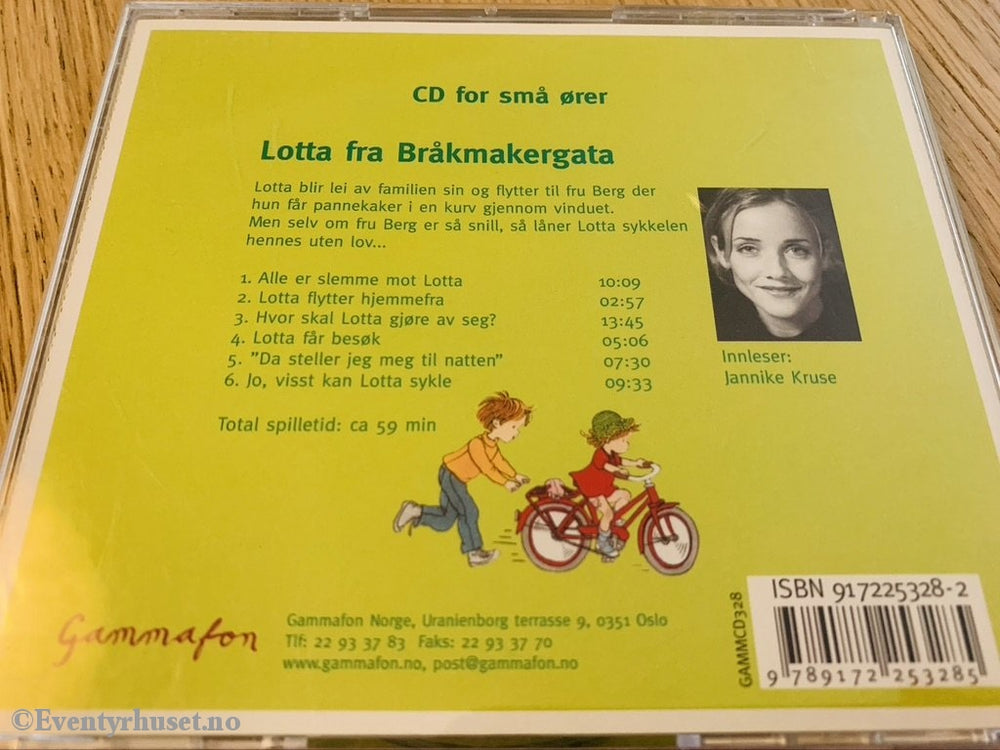 CD for små ører
Lotta fra Bråkmakergata
Lotta blir lei av familien sin og flytter til fru Berg der
hun får pannekaker i en kurv gjennom vinduet.
Men selv om fru Berg er så snill, så låner Lotta sykkelen
hennes uten lov...
1. Alle er slemme mot Lotta 10:09
2. Lotta flytter hjemmefra 02:57
3. Hvor skal Lotta gjøre av seg? 13:45
4. Lotta får besøk 05:06
5. ”Da steller jeg meg til natten” 07:30
6. Jo, visst kan Lotta sykle 09:33
Total spilletid: ca 59 min
Innleser:
Jannike Kruse
Gammafon
Gammafon Norge, Uranienborg terrasse 9, 0351 Oslo
Tlf: 22 93 37 83 Faks: 22 93 37 70
www.gammafon.no, post@gammafon.no
GAMMCD328
ISBN 917225328-2
9 789172 253285
©Eventyrhuset.no